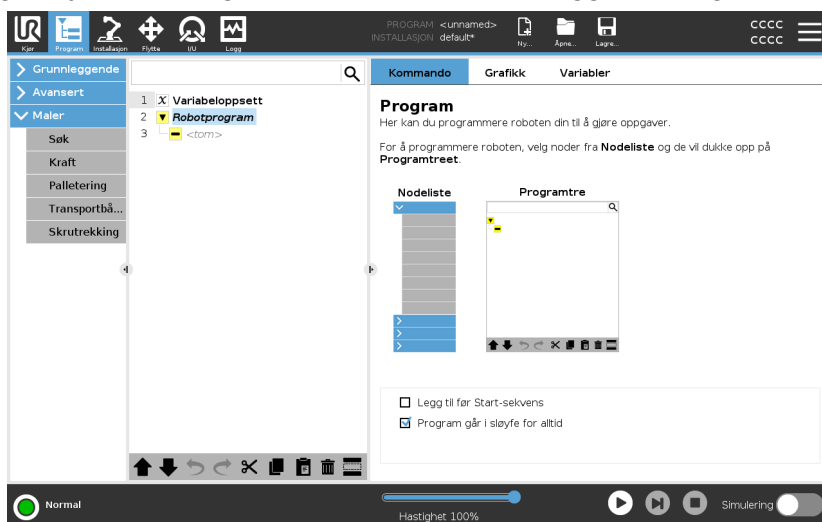 PROGRAM <unnamed>
INSTALLASJON default*
Kjør Program Installasjon Flytte I/U Logg
Ny... Åpne... Lagre...
CCCC
CCCC
Grunnleggende
Avansert
Maler
Søk
Kraft
Palletering
Transportbå...
Skrutrekking
1 X Variabeloppsett
2 Robotprogram
3 <tom>
Kommando Grafikk Variabler
Program
Her kan du programmere roboten din til å gjøre oppgaver.
For å programmere roboten, velg noder fra Nodeliste og de vil dukke opp på
Programtreet.
Nodeliste Programtre
Legg til før Start-sekvens
Program går i sløyfe for alltid
Normal
Hastighet 100%
Simulering